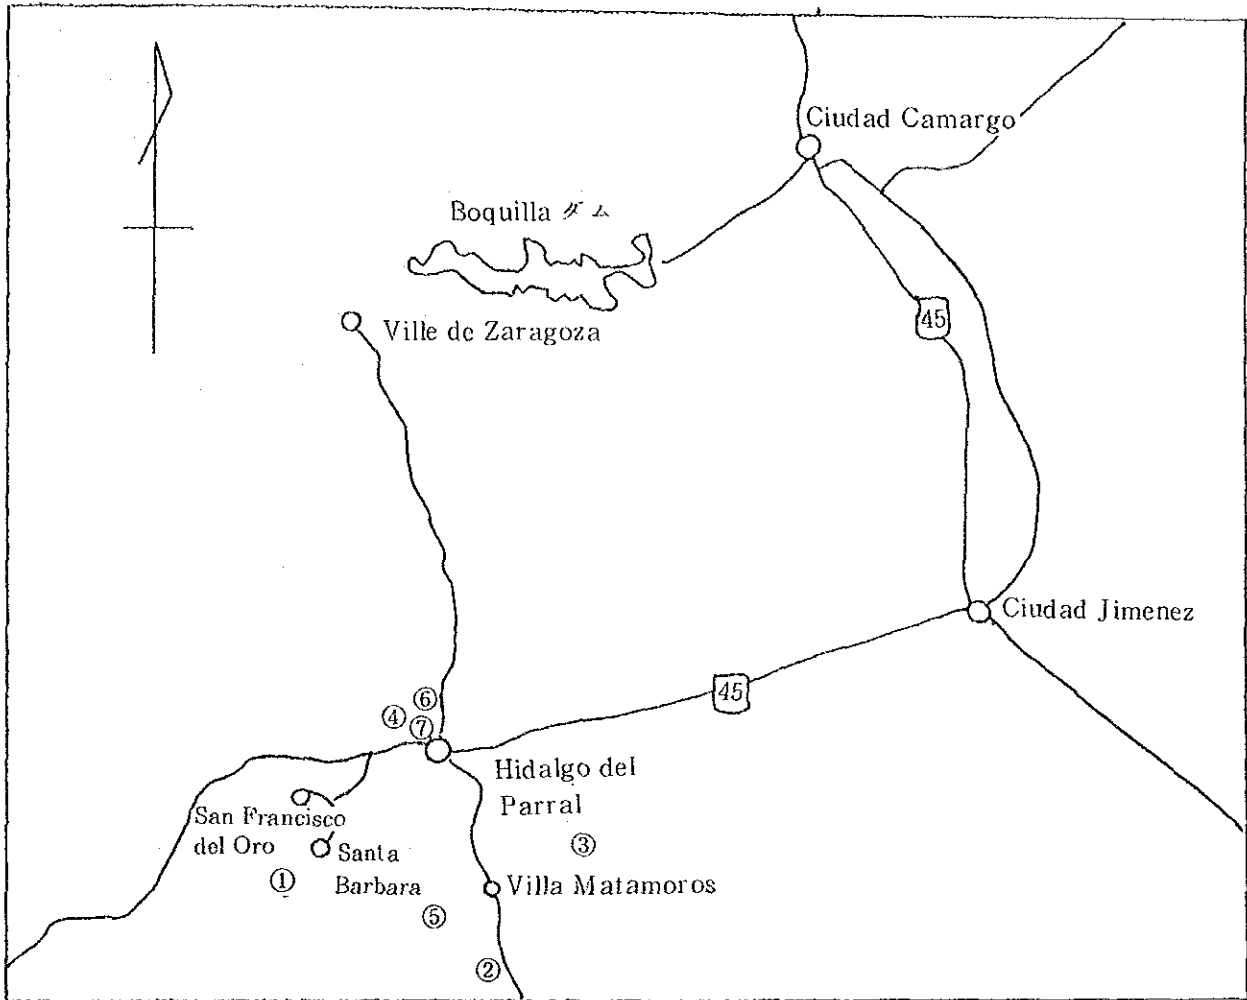 Ciudad Camargo
Boquilla ダム
45
Ville de Zaragoza
Ciudad Jimenez
45
⑥
④
⑦
Hidalgo del
Parral
San Francisco
del Oro
③
Santa
Barbara
①
Villa Matamoros
⑤
②